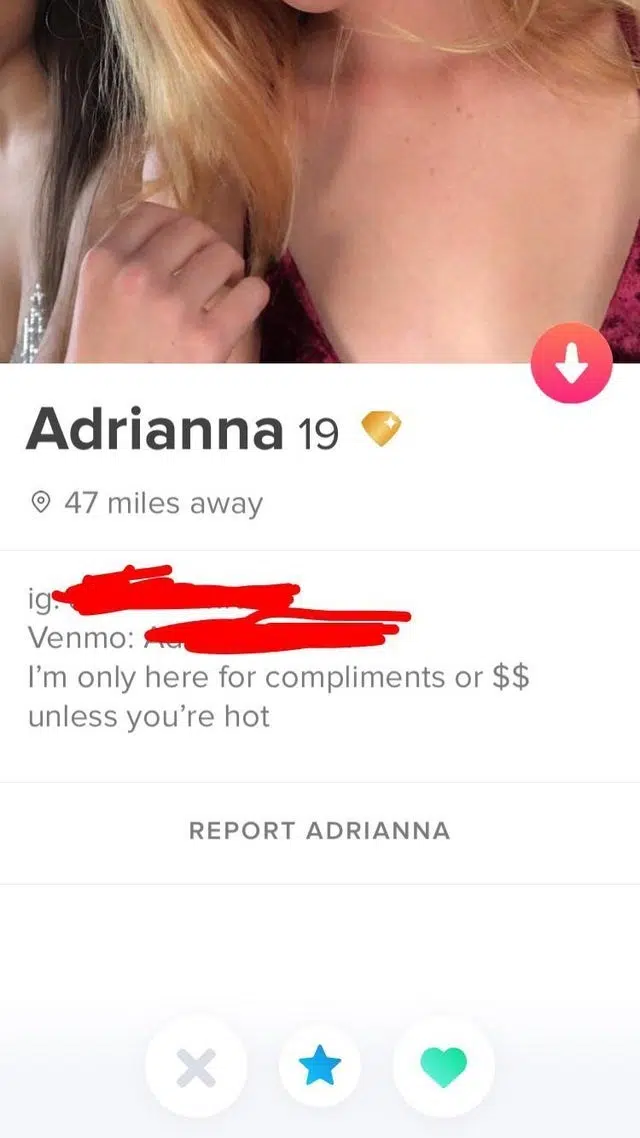 Adrianna 19
47 miles away
ig:
Venmo:
I'm only here for compliments or $$
unless you're hot
REPORT ADRIANNA